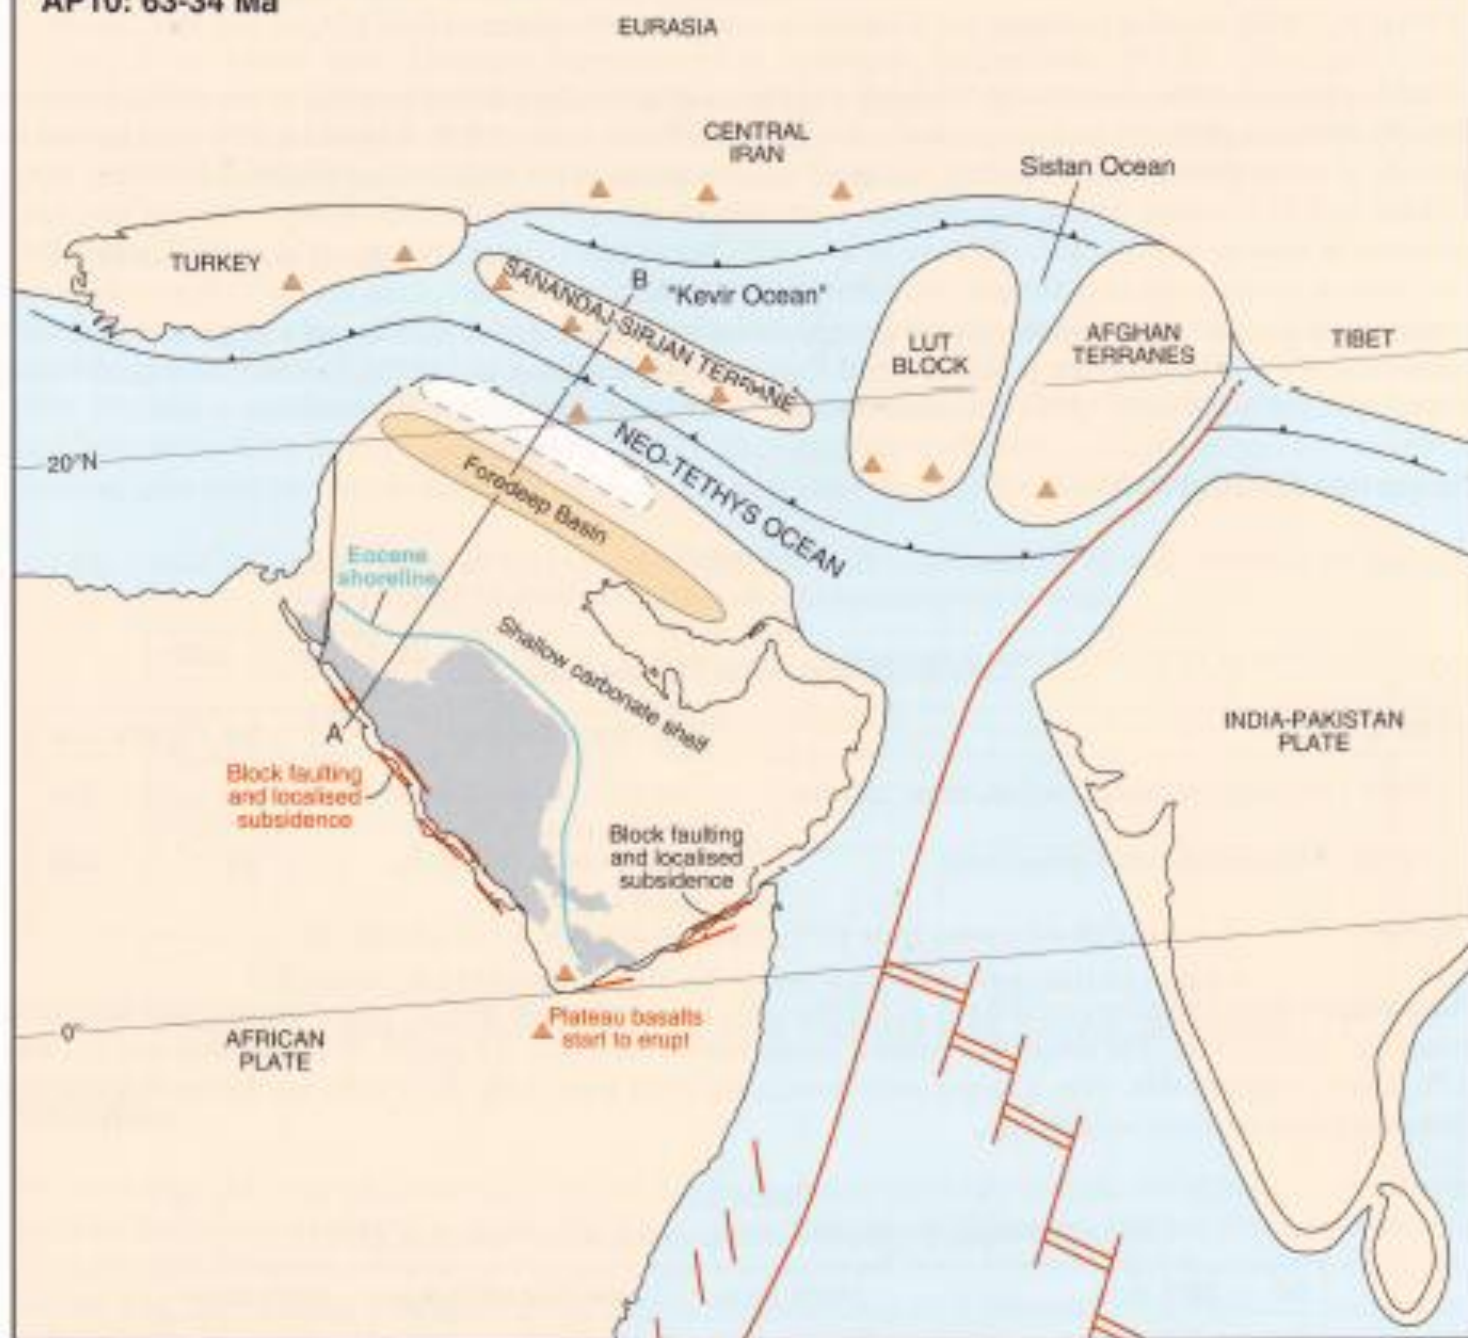 AP10: 63-34 Ma
EURASIA
CENTRAL
IRAN
Sistan Ocean
TURKEY
SANANDAJ-SIRJAN TERRANE
B
"Kevir Ocean"
LUT
BLOCK
AFGHAN
TERRANES
TIBET
20°N
NEO-TETHYS OCEAN
Foredeep Basin
Eocene
shoreline
Shallow carbonate shelf
A
INDIA-PAKISTAN
PLATE
Block faulting
and localised
subsidence
Block faulting
and localised
subsidence
0°
AFRICAN
PLATE
Plateau basalts
start to erupt